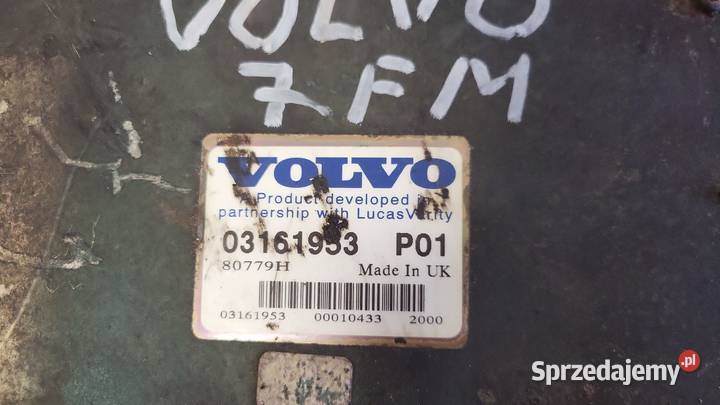 VOLVO
7FM
VOLVO
A Product developed in
partnership with LucasVarity
03161953 P01
80779H Made In UK
03161953 00010433 2000
Sprzedajemy.pl